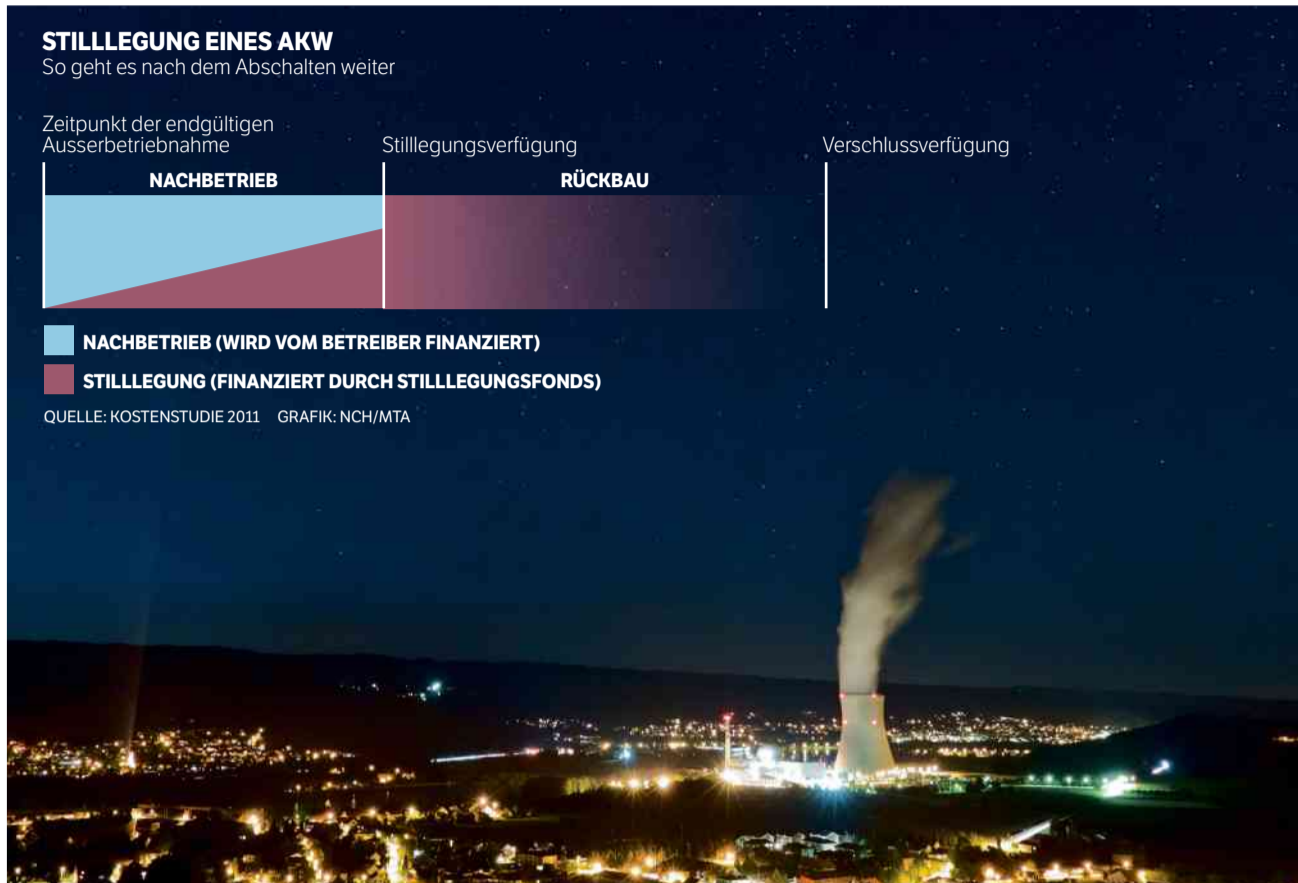 STILLLEGUNG EINES AKW
So geht es nach dem Abschalten weiter
Zeitpunkt der endgültigen
Ausserbetriebnahme
Stilllegungsverfügung
Verschlussverfügung
NACHBETRIEB
RÜCKBAU
NACHBETRIEB (WIRD VOM BETREIBER FINANZIERT)
STILLLEGUNG (FINANZIERT DURCH STILLLEGUNGSFONDS)
QUELLE: KOSTENSTUDIE 2011 GRAFIK: NCH/MTA